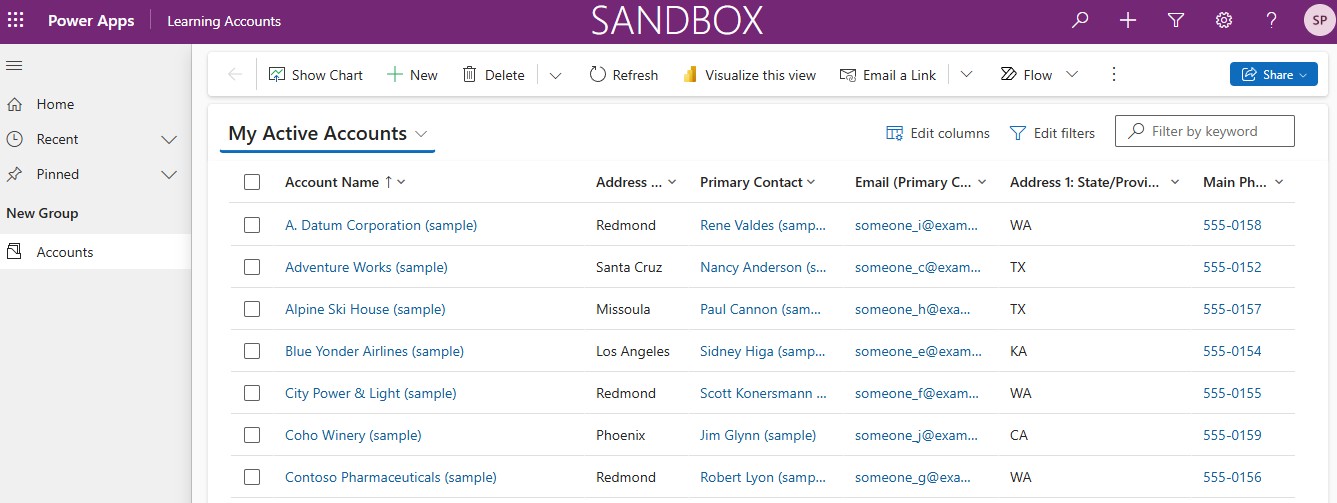 Power Apps Learning Accounts SANDBOX ? SP
Show Chart New Delete Refresh Visualize this view Email a Link Flow Share
Home
Recent
Pinned
New Group
Accounts
My Active Accounts Edit columns Edit filters Filter by keyword
Account Name Address ... Primary Contact Email (Primary C... Address 1: State/Provi... Main Ph...
A. Datum Corporation (sample) Redmond Rene Valdes (samp... someone_i@exam... WA 555-0158
Adventure Works (sample) Santa Cruz Nancy Anderson (s... someone_c@exam... TX 555-0152
Alpine Ski House (sample) Missoula Paul Cannon (sam... someone_h@exa... TX 555-0157
Blue Yonder Airlines (sample) Los Angeles Sidney Higa (samp... someone_e@exam... KA 555-0154
City Power & Light (sample) Redmond Scott Konersmann ... someone_f@exam... WA 555-0155
Coho Winery (sample) Phoenix Jim Glynn (sample) someone_j@exam... CA 555-0159
Contoso Pharmaceuticals (sample) Redmond Robert Lyon (samp... someone_g@exam... WA 555-0156